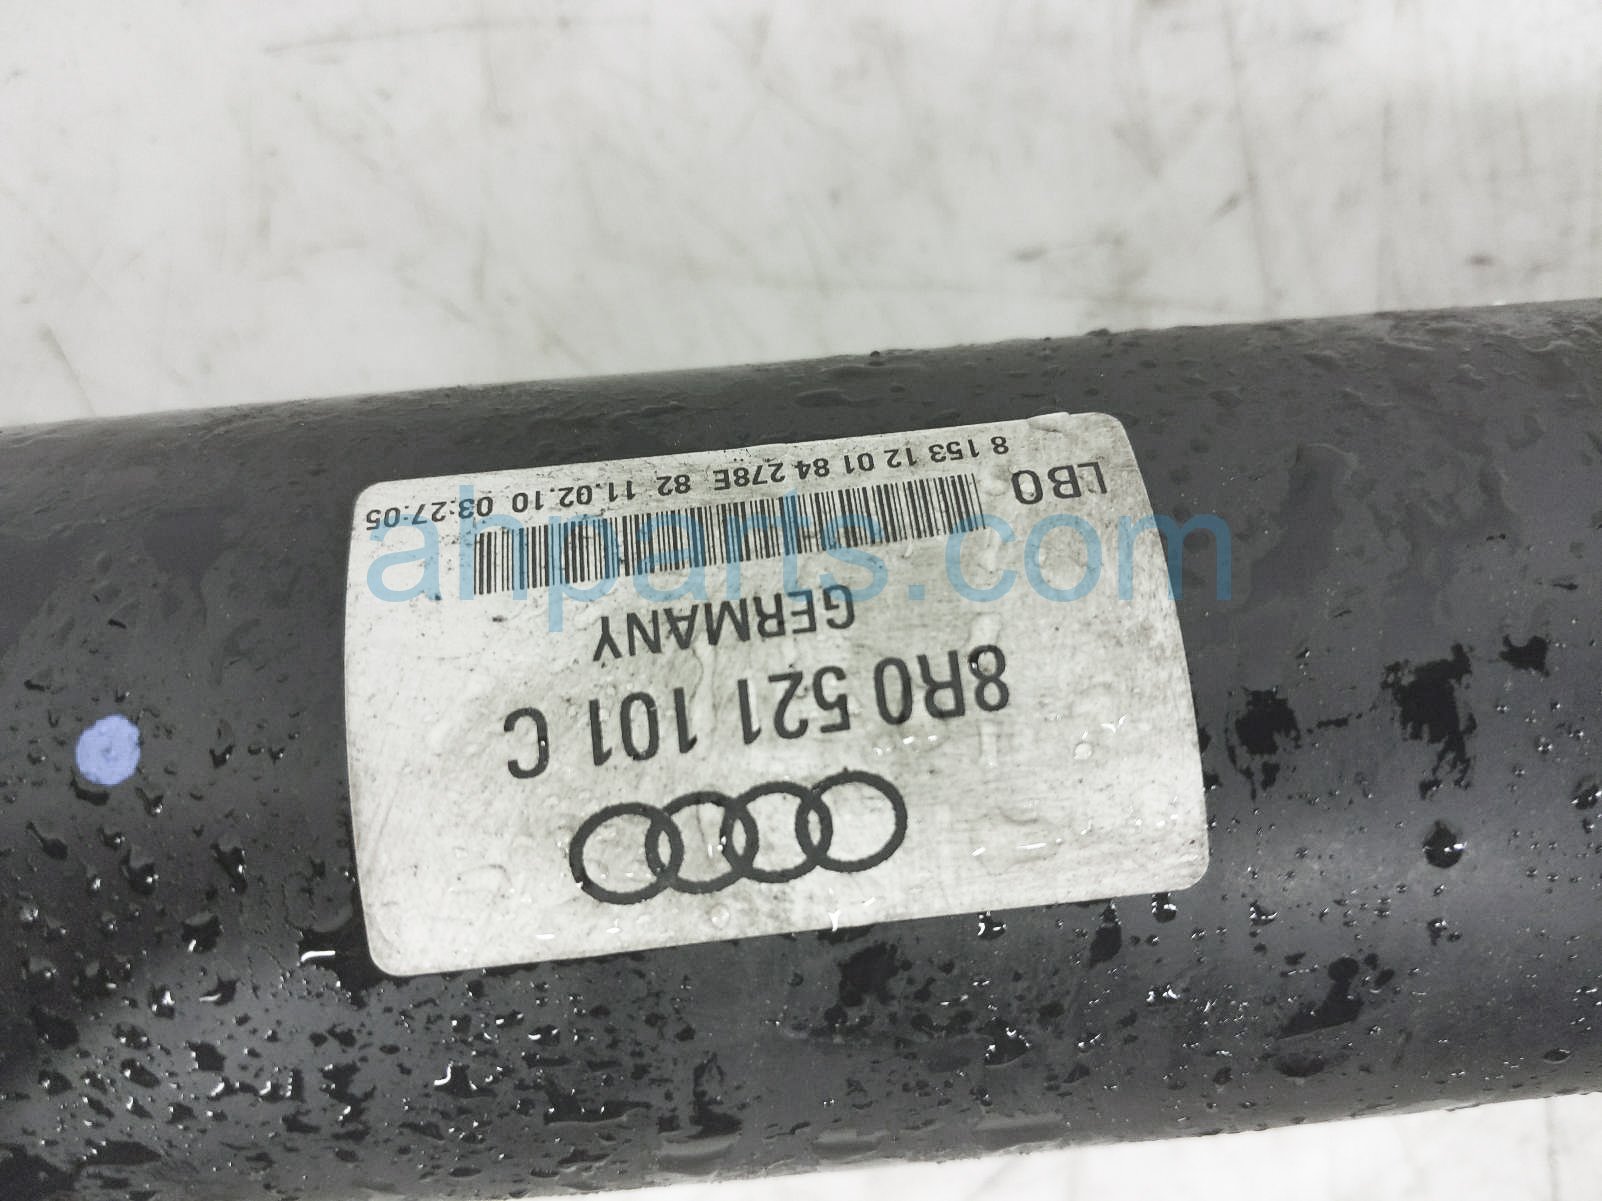 8R0 521 101 C
GERMANY
LBO
8 153 12 01 84 278E 82 11.02.10 03:27:05
ahparts.com